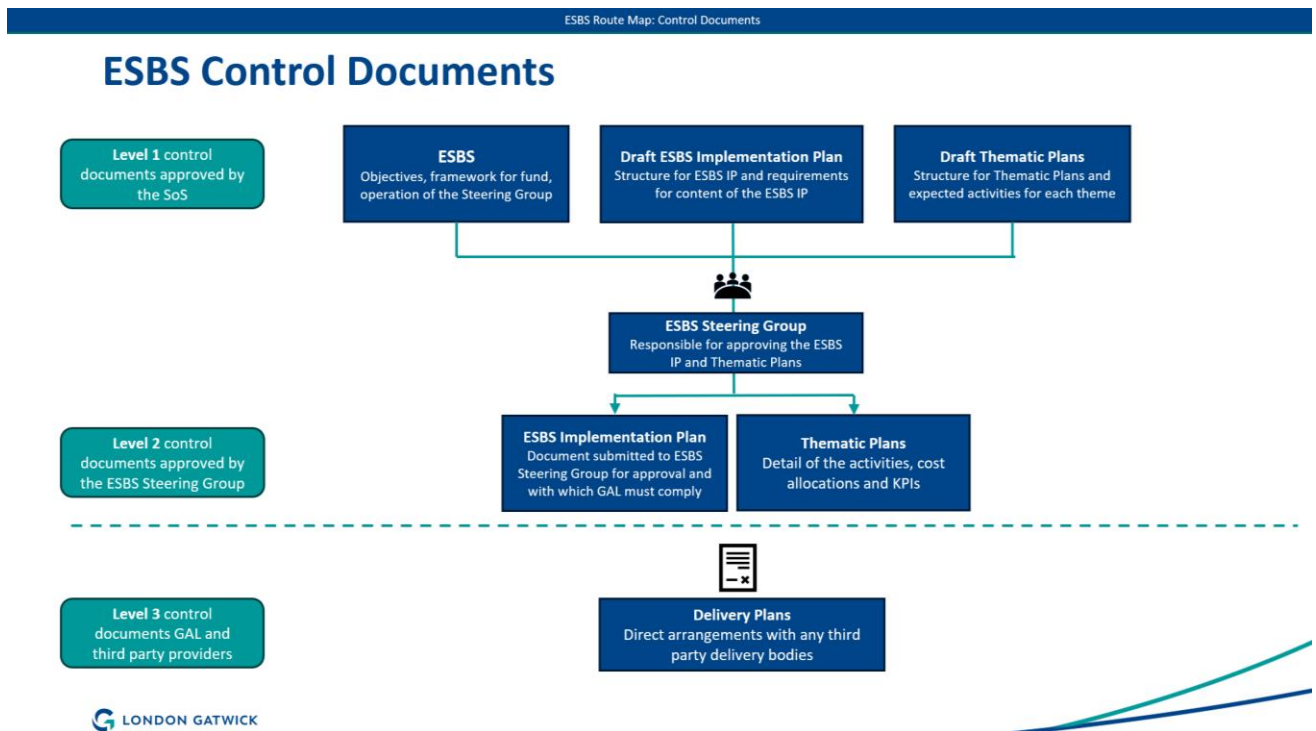 ESBS Route Map: Control Documents
ESBS Control Documents
Level 1 control
documents approved by
the SoS
ESBS
Objectives, framework for fund,
operation of the Steering Group
Draft ESBS Implementation Plan
Structure for ESBS IP and requirements
for content of the ESBS IP
Draft Thematic Plans
Structure for Thematic Plans and
expected activities for each theme
ESBS Steering Group
Responsible for approving the ESBS
IP and Thematic Plans
Level 2 control
documents approved by
the ESBS Steering Group
ESBS Implementation Plan
Document submitted to ESBS
Steering Group for approval and
with which GAL must comply
Thematic Plans
Detail of the activities, cost
allocations and KPIs
Level 3 control
documents GAL and
third party providers
Delivery Plans
Direct arrangements with any third
party delivery bodies
LONDON GATWICK